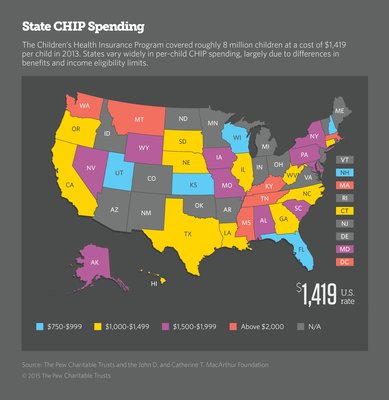 State CHIP Spending
The Children's Health Insurance Program covered roughly 8 million children at a cost of $1,419
per child in 2013. States vary widely in per-child CHIP spending, largely due to differences in
benefits and income eligibility limits.
WA
MT
ND
MN
ME
OR
ID
SD
WI
MI
NY
WY
NE
IA
PA
NV
UT
CO
KS
MO
IL
IN
OH
WV
VA
KY
CA
AZ
NM
OK
AR
TN
NC
SC
MS
AL
GA
TX
LA
FL
AK
HI
VT
NH
MA
RI
CT
NJ
DE
MD
DC
$1,419 U.S.
rate
$750-$999
$1,000-$1,499
$1,500-$1,999
Above $2,000
N/A
Source: The Pew Charitable Trusts and the John D. and Catherine T. MacArthur Foundation
© 2015 The Pew Charitable Trusts